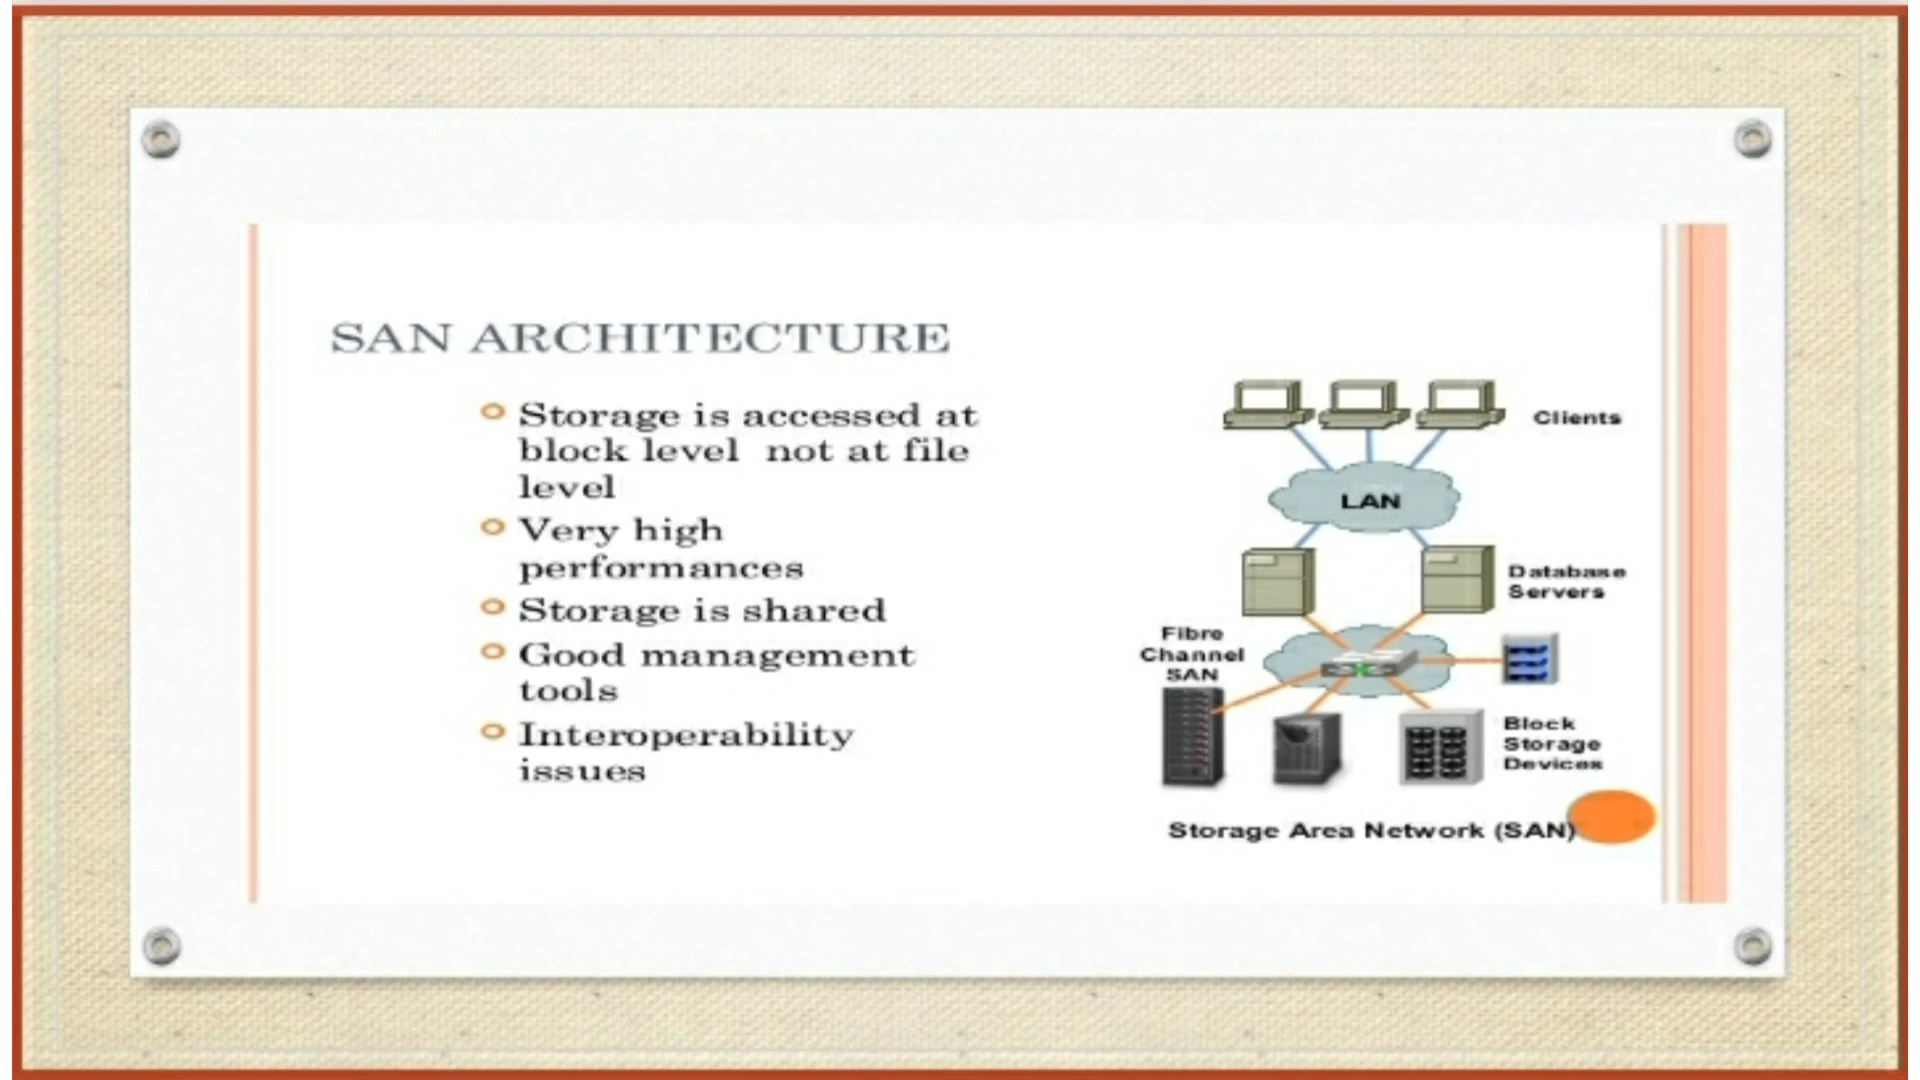 SAN ARCHITECTURE
Storage is accessed at
block level not at file
level
Very high
performances
Storage is shared
Good management
tools
Interoperability
issues
Clients
LAN
Database
Servers
Fibre
Channel
SAN
Block
Storage
Devices
Storage Area Network (SAN)